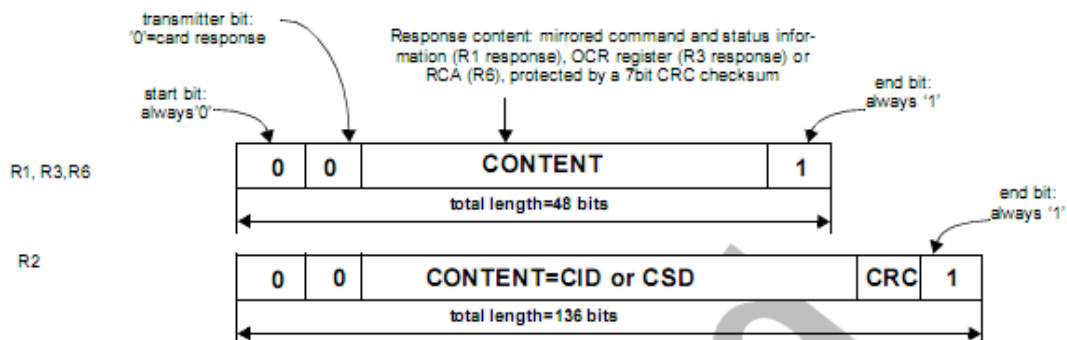 transmitter bit:
'0'=card response
Response content: mirrored command and status infor-
mation (R1 response), OCR register (R3 response) or
RCA (R6), protected by a 7bit CRC checksum
start bit:
always'0'
end bit:
always '1'
R1, R3,R6
0 0 CONTENT 1
total length=48 bits
end bit:
always '1'
R2
0 0 CONTENT=CID or CSD CRC 1
total length=136 bits